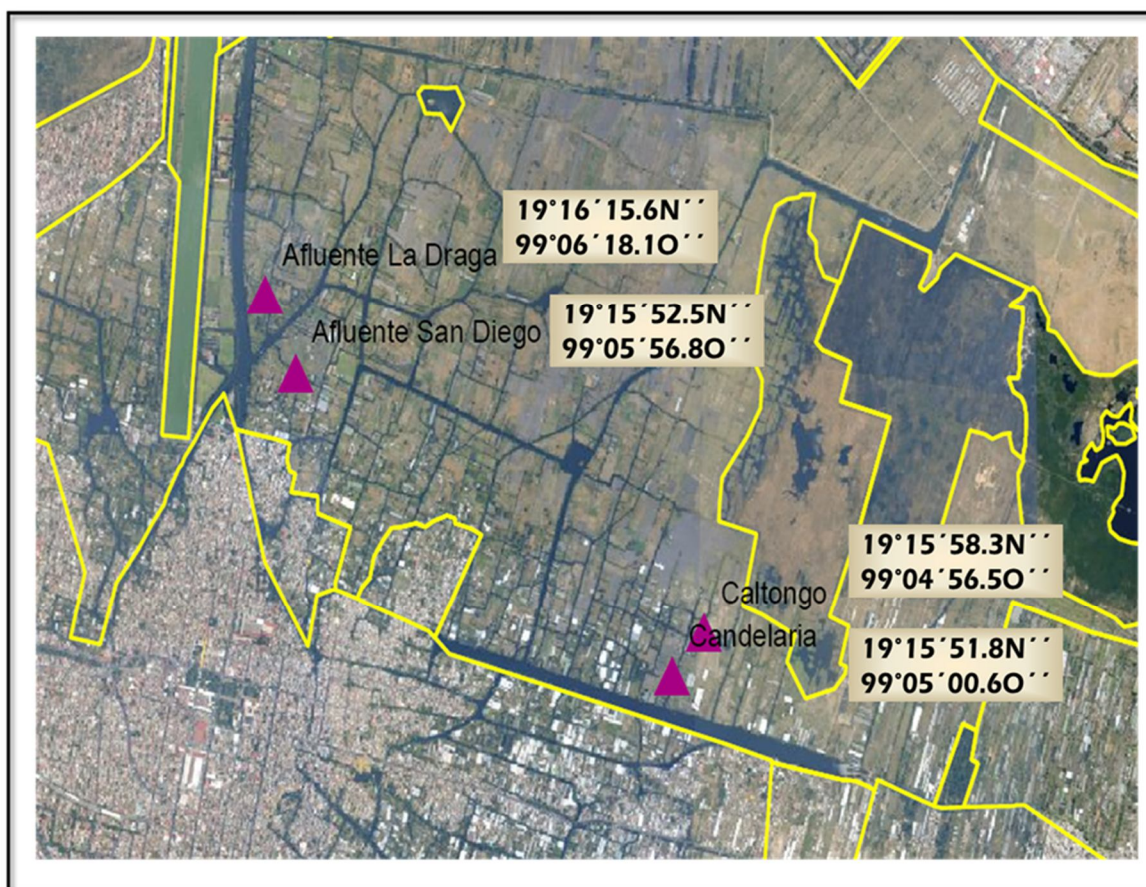 19°16´15.6N´´
99°06´18.1O´´
Afluente La Draga
19°15´52.5N´´
99°05´56.8O´´
Afluente San Diego
19°15´58.3N´´
99°04´56.5O´´
Caltongo
Candelaria
19°15´51.8N´´
99°05´00.6O´´